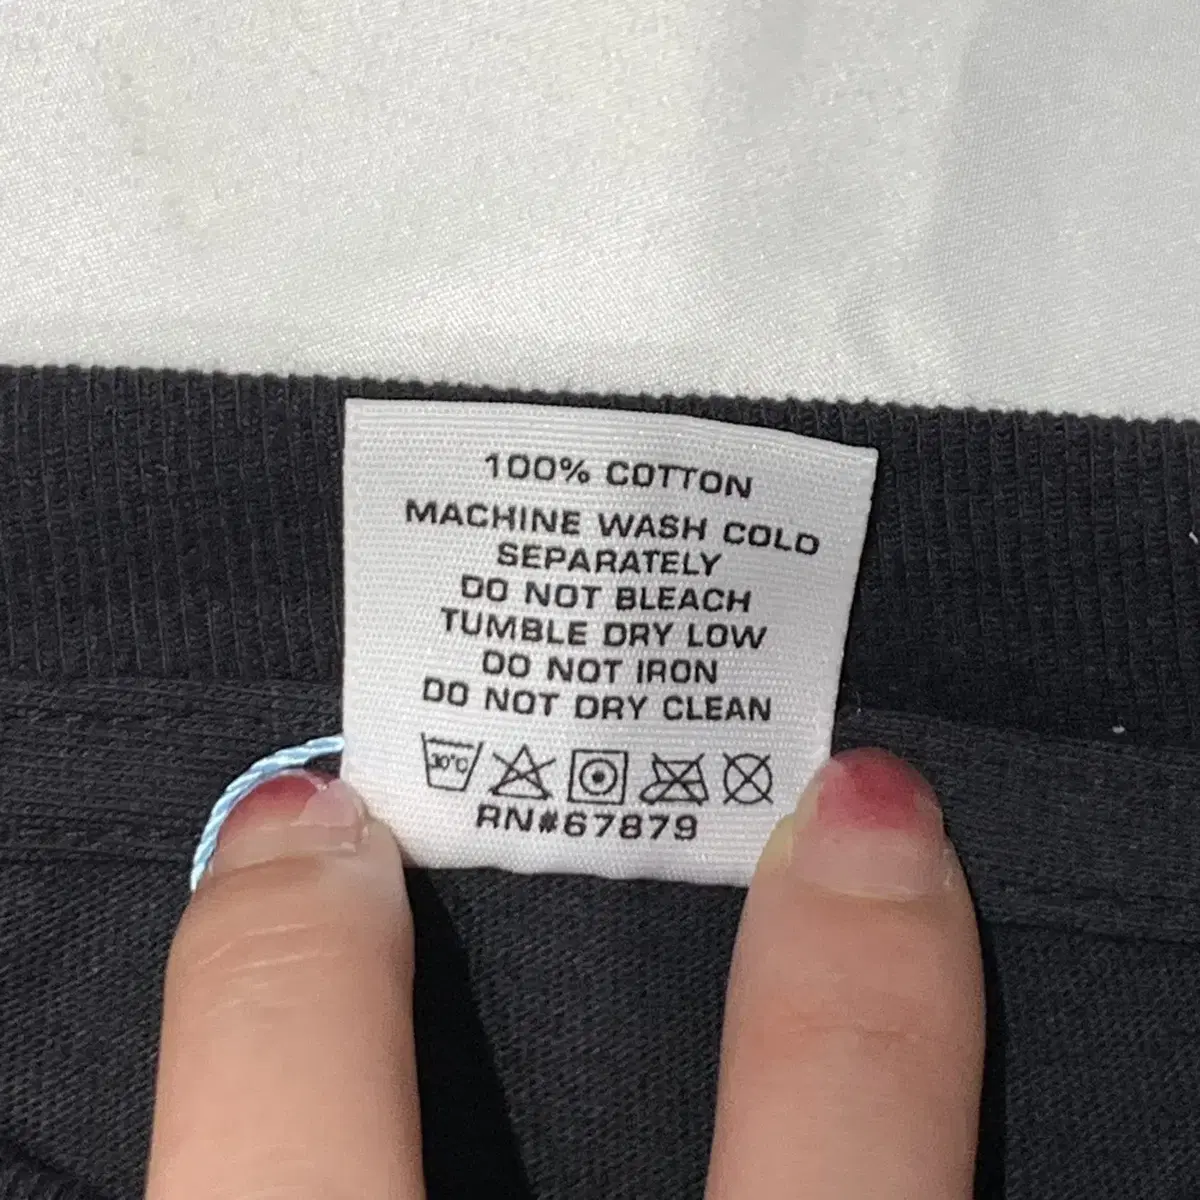 100% COTTON
MACHINE WASH COLD
SEPARATELY
DO NOT BLEACH
TUMBLE DRY LOW
DO NOT IRON
DO NOT DRY CLEAN
30°C
RN#67879